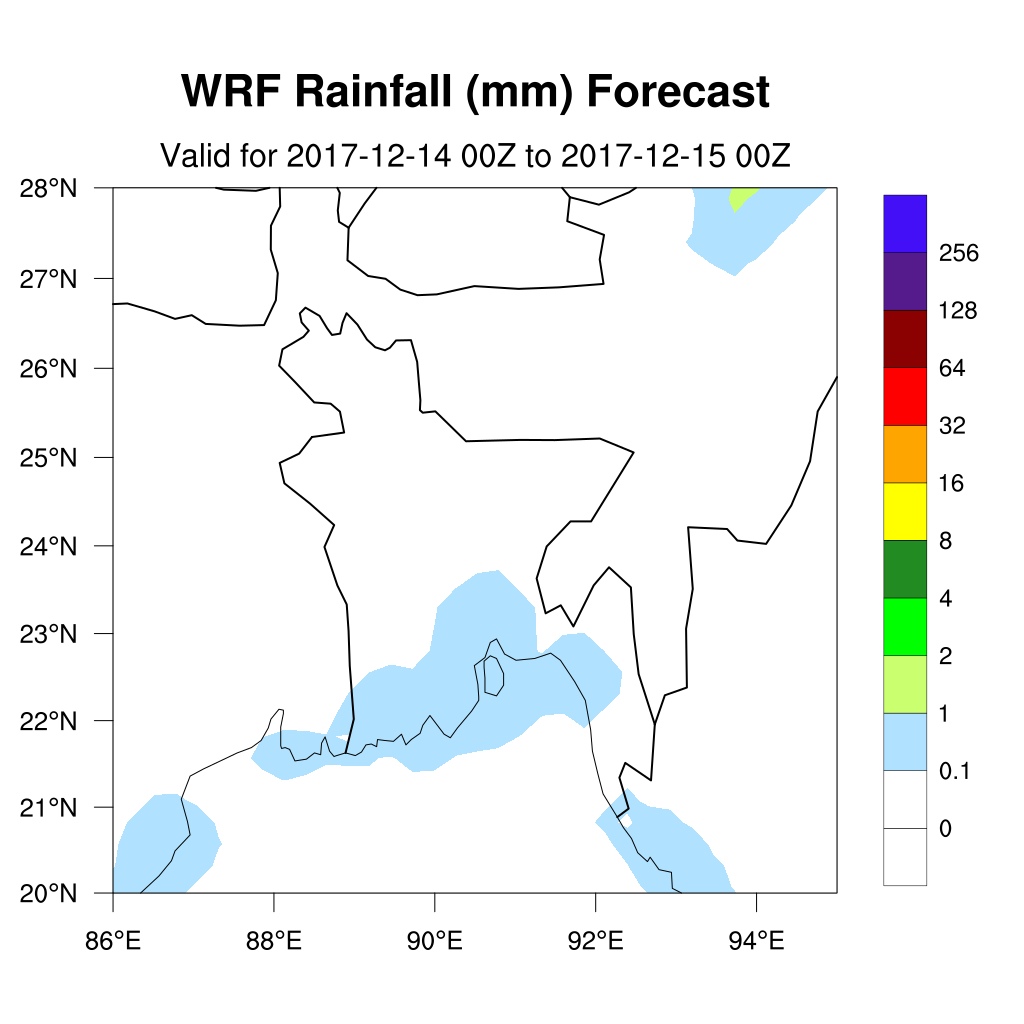 WRF Rainfall (mm) Forecast
Valid for 2017-12-14 00Z to 2017-12-15 00Z
28°N
27°N
26°N
25°N
24°N
23°N
22°N
21°N
20°N
86°E 88°E 90°E 92°E 94°E
256
128
64
32
16
8
4
2
1
0.1
0